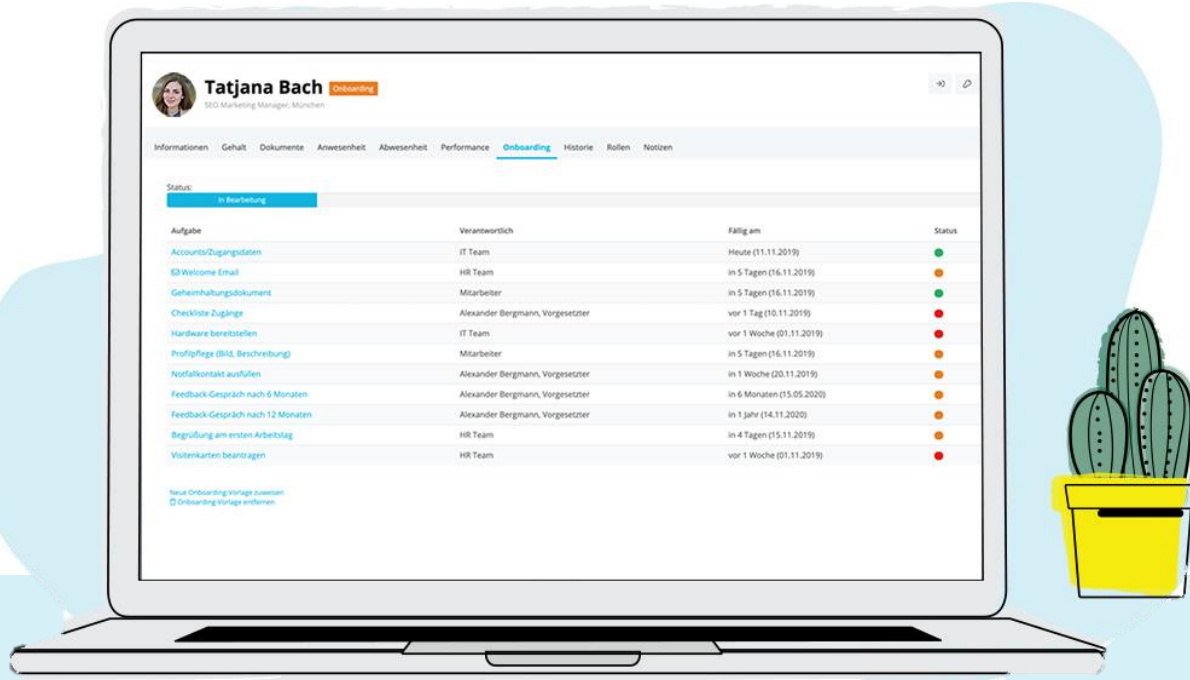 Tatjana Bach Onboarding
SEO Marketing Manager, München
Informationen Gehalt Dokumente Anwesenheit Abwesenheit Performance Onboarding Historie Rollen Notizen
Status:
In Bearbeitung
Aufgabe Verantwortlich Fällig am Status
Accounts/Zugangsdaten IT Team Heute (11.11.2019)
Welcome Email HR Team in 5 Tagen (16.11.2019)
Geheimhaltungsdokument Mitarbeiter in 5 Tagen (16.11.2019)
Checkliste Zugänge Alexander Bergmann, Vorgesetzter vor 1 Tag (10.11.2019)
Hardware bereitstellen IT Team vor 1 Woche (01.11.2019)
Profilpflege (Bild, Beschreibung) Mitarbeiter in 5 Tagen (16.11.2019)
Notfallkontakt ausfüllen Alexander Bergmann, Vorgesetzter in 1 Woche (20.11.2019)
Feedback-Gespräch nach 6 Monaten Alexander Bergmann, Vorgesetzter in 6 Monaten (15.05.2020)
Feedback-Gespräch nach 12 Monaten Alexander Bergmann, Vorgesetzter in 1 Jahr (14.11.2020)
Begrüßung am ersten Arbeitstag HR Team in 4 Tagen (15.11.2019)
Visitenkarten beantragen HR Team vor 1 Woche (01.11.2019)
Neue Onboarding-Vorlage zuweisen
Onboarding-Vorlage entfernen